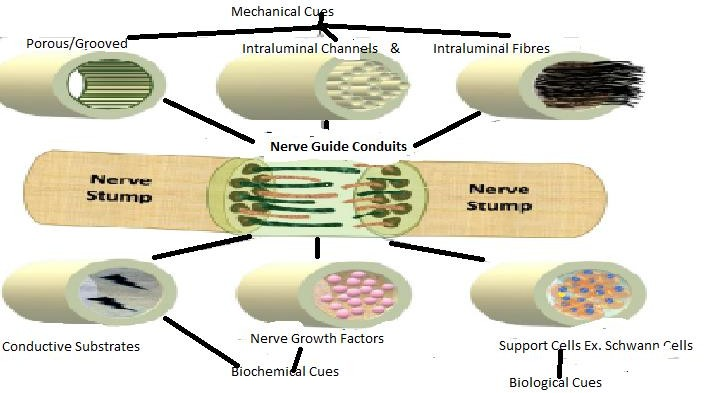 Mechanical Cues
Porous/Grooved
Intraluminal Channels &
Intraluminal Fibres
Nerve Guide Conduits
Nerve
Stump
Nerve
Stump
Conductive Substrates
Nerve Growth Factors
Support Cells Ex. Schwann Cells
Biochemical Cues
Biological Cues